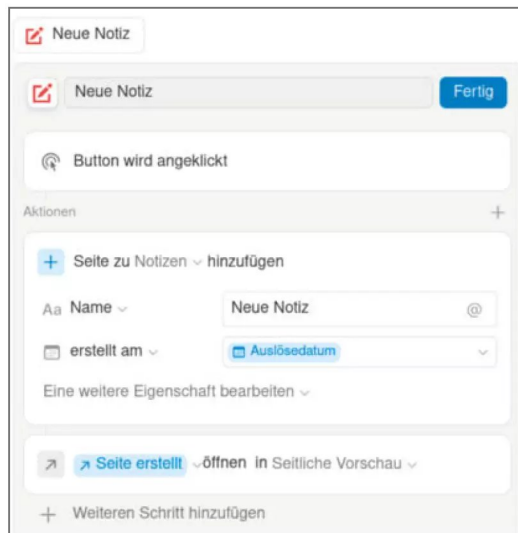 Neue Notiz
Neue Notiz
Fertig
Button wird angeklickt
Aktionen
Seite zu Notizen hinzufügen
Aa Name
Neue Notiz @
erstellt am
Auslösedatum
Eine weitere Eigenschaft bearbeiten
Seite erstellt öffnen in Seitliche Vorschau
Weiteren Schritt hinzufügen